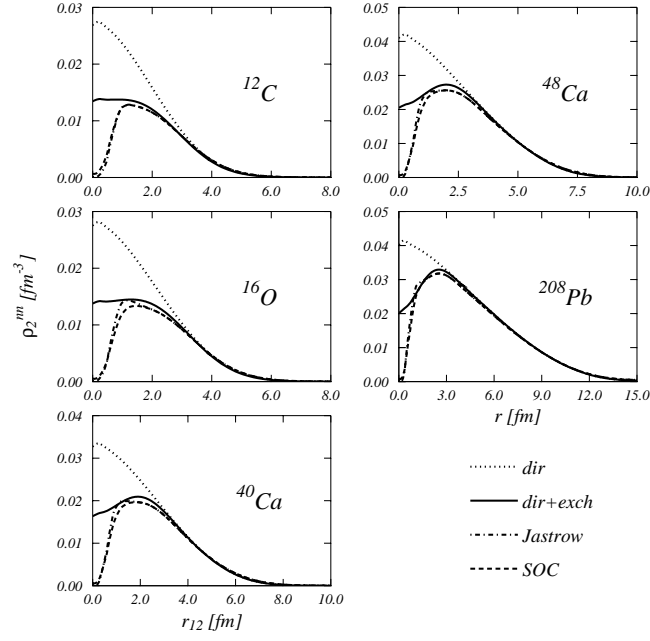 0.03
0.02
0.01
0.00
0.0 2.0 4.0 6.0 8.0
12C
0.05
0.04
0.03
0.02
0.01
0.00
0.0 2.5 5.0 7.5 10.0
48Ca
0.03
0.02
0.01
0.00
0.0 2.0 4.0 6.0 8.0
16O
ρ2nn [fm-3]
0.05
0.04
0.03
0.02
0.01
0.00
0.0 3.0 6.0 9.0 12.0 15.0
208Pb
r [fm]
0.04
0.03
0.02
0.01
0.00
0.0 2.0 4.0 6.0 8.0 10.0
40Ca
r12 [fm]
dir
dir+exch
Jastrow
SOC